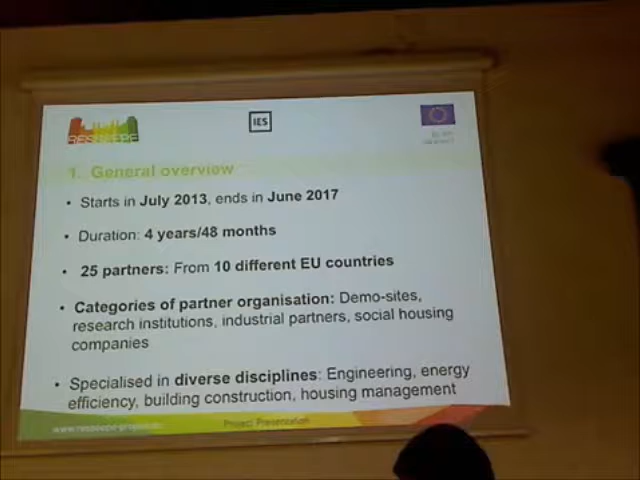 RESSEEPE
IES
1. General overview
• Starts in July 2013, ends in June 2017
• Duration: 4 years/48 months
• 25 partners: From 10 different EU countries
• Categories of partner organisation: Demo-sites,
research institutions, industrial partners, social housing
companies
• Specialised in diverse disciplines: Engineering, energy
efficiency, building construction, housing management
Project Presentation